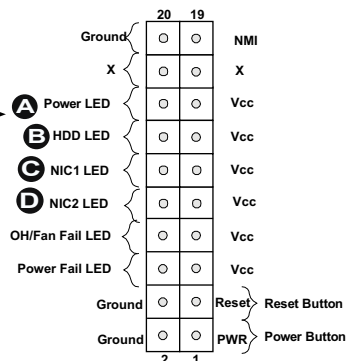 20 19
Ground NMI
X X
A Power LED Vcc
B HDD LED Vcc
C NIC1 LED Vcc
D NIC2 LED Vcc
OH/Fan Fail LED Vcc
Power Fail LED Vcc
Ground Reset Reset Button
Ground PWR Power Button
2 1